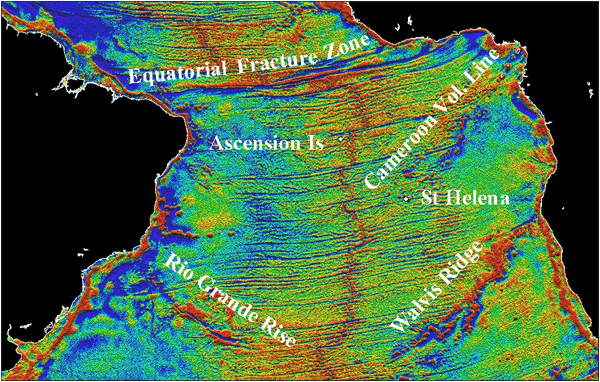 Equatorial Fracture Zone
Ascension Is
Cameroon Vol. Line
St Helena
Rio Grande Rise
Walvis Ridge